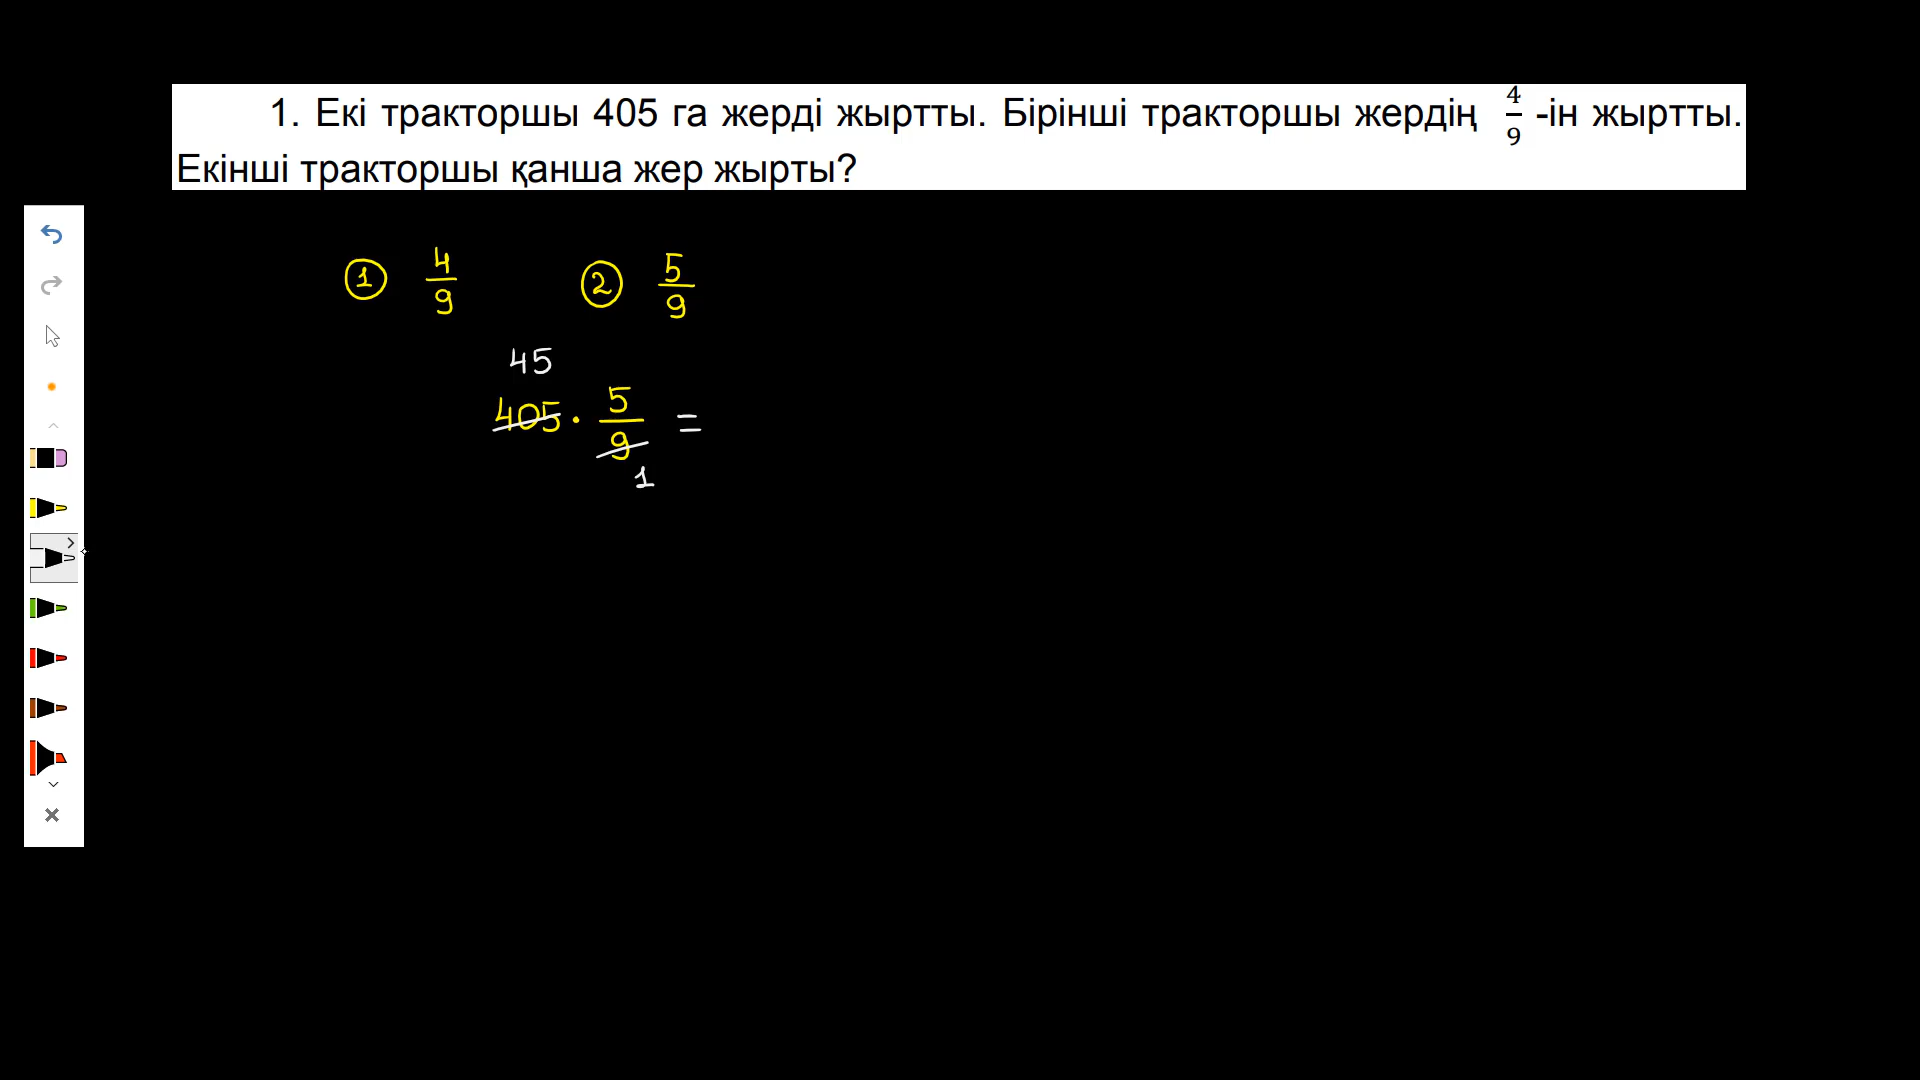 1. Екі тракторшы 405 га жерді жыртты. Бірінші тракторшы жердің 4/9 -ін жыртты.
Екінші тракторшы қанша жер жырты?
① 4/9 ② 5/9
45
405 · 5/9 =
1